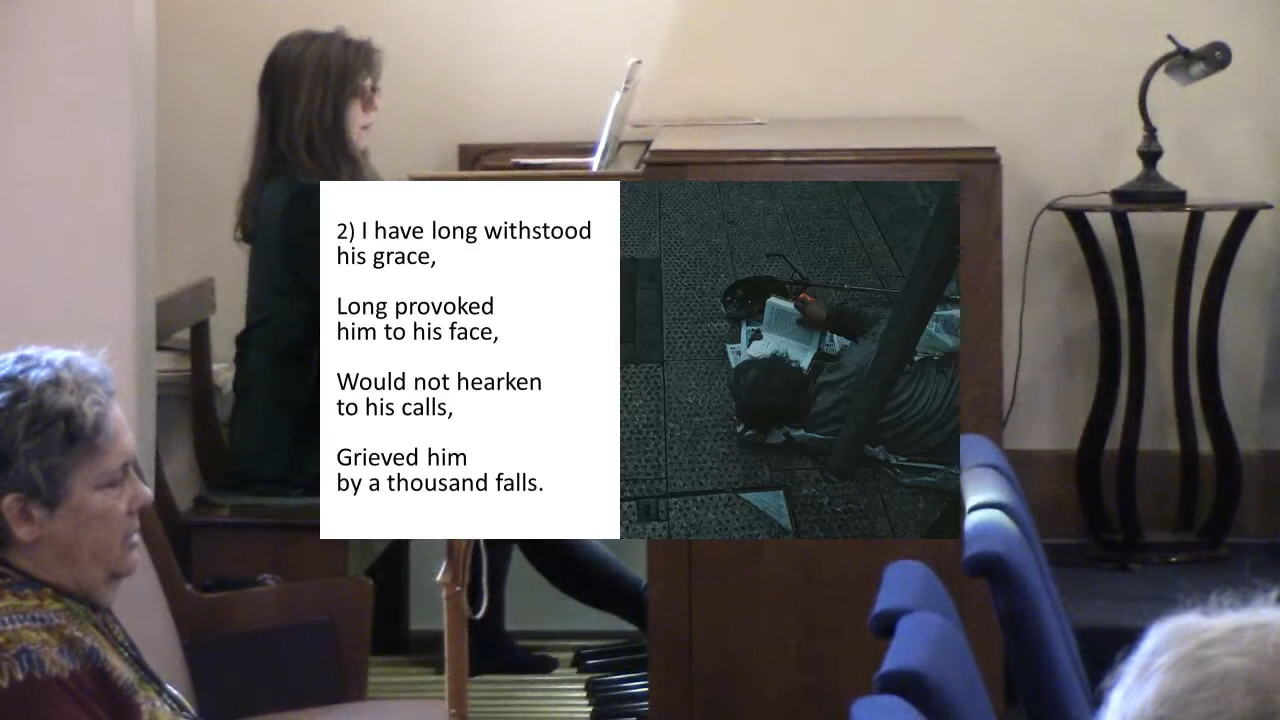 2) I have long withstood
his grace,
Long provoked
him to his face,
Would not hearken
to his calls,
Grieved him
by a thousand falls.